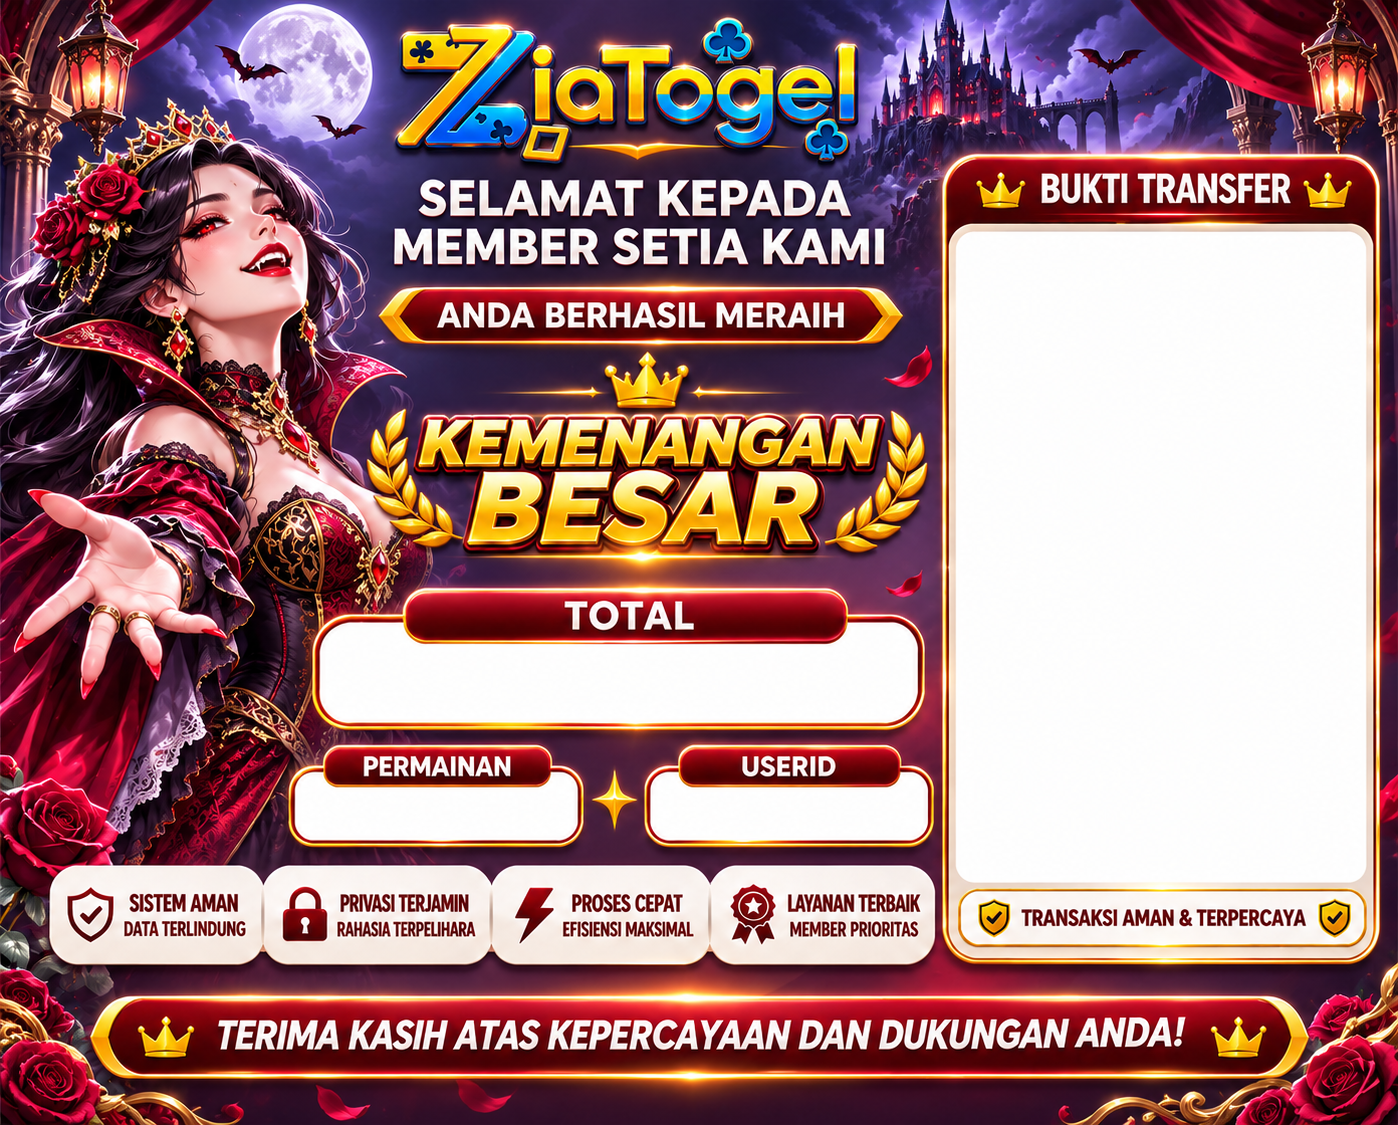 ZiaTogel
SELAMAT KEPADA
MEMBER SETIA KAMI
ANDA BERHASIL MERAIH
KEMENANGAN
BESAR
TOTAL
PERMAINAN
USERID
BUKTI TRANSFER
TRANSAKSI AMAN & TERPERCAYA
SISTEM AMAN
DATA TERLINDUNG
PRIVASI TERJAMIN
RAHASIA TERPELIHARA
PROSES CEPAT
EFISIENSI MAKSIMAL
LAYANAN TERBAIK
MEMBER PRIORITAS
TERIMA KASIH ATAS KEPERCAYAAN DAN DUKUNGAN ANDA!